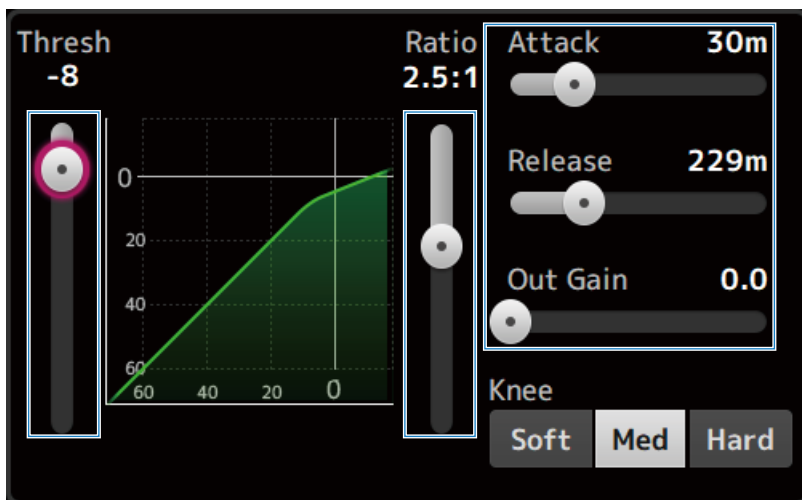 Thresh
-8
Ratio
2.5:1
Attack 30m
Release 229m
Out Gain 0.0
0
20
40
60
60 40 20 0
Knee
Soft Med Hard